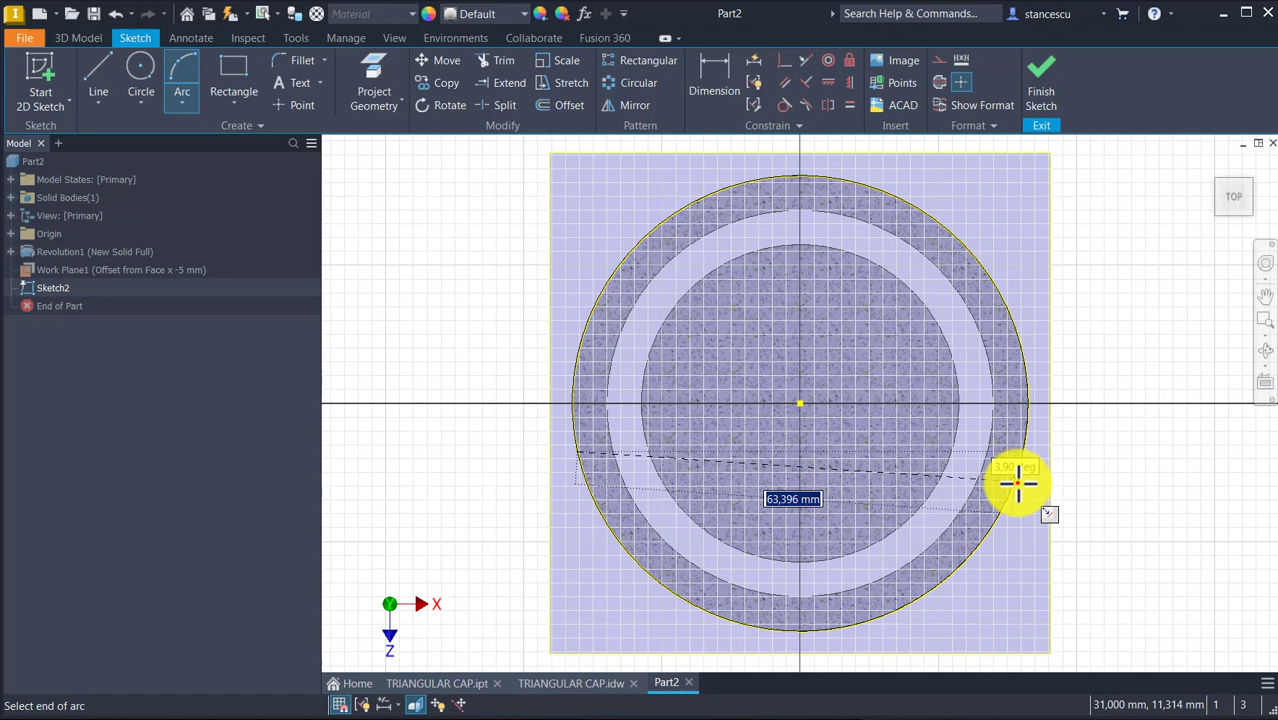 Material
Default
Part2
Search Help & Commands...
stancescu
File
3D Model
Sketch
Annotate
Inspect
Tools
Manage
View
Environments
Collaborate
Fusion 360
Start
2D Sketch
Line
Circle
Arc
Rectangle
Fillet
Text
Point
Project
Geometry
Move
Copy
Rotate
Trim
Extend
Split
Scale
Stretch
Offset
Rectangular
Circular
Mirror
Dimension
Image
Points
ACAD
Show Format
Finish
Sketch
Sketch
Create
Modify
Pattern
Constrain
Insert
Format
Exit
Model
Part2
Model States: [Primary]
Solid Bodies(1)
View: [Primary]
Origin
Revolution1 (New Solid Full)
Work Plane1 (Offset from Face x -5 mm)
Sketch2
End of Part
TOP
63,396 mm
X
Z
Home
TRIANGULAR CAP.ipt
TRIANGULAR CAP.idw
Part2
Select end of arc
31,000 mm, 11,314 mm
1
3